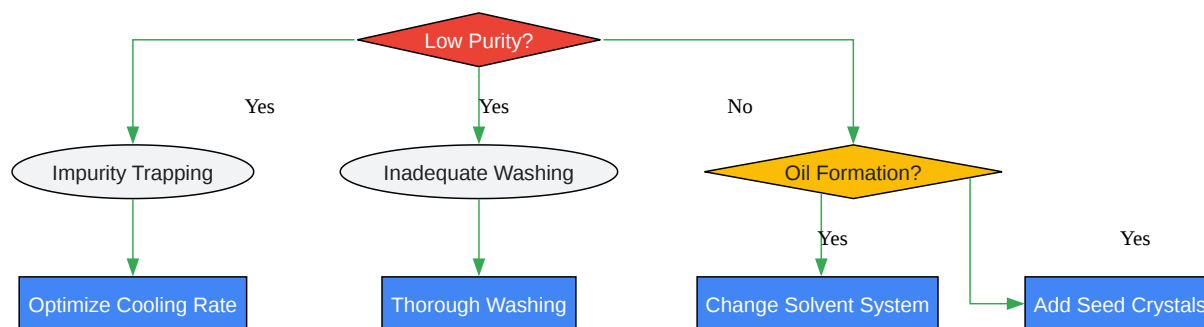 Low Purity?
Yes
Yes
No
Impurity Trapping
Inadequate Washing
Oil Formation?
Yes
Yes
Optimize Cooling Rate
Thorough Washing
Change Solvent System
Add Seed Crystals